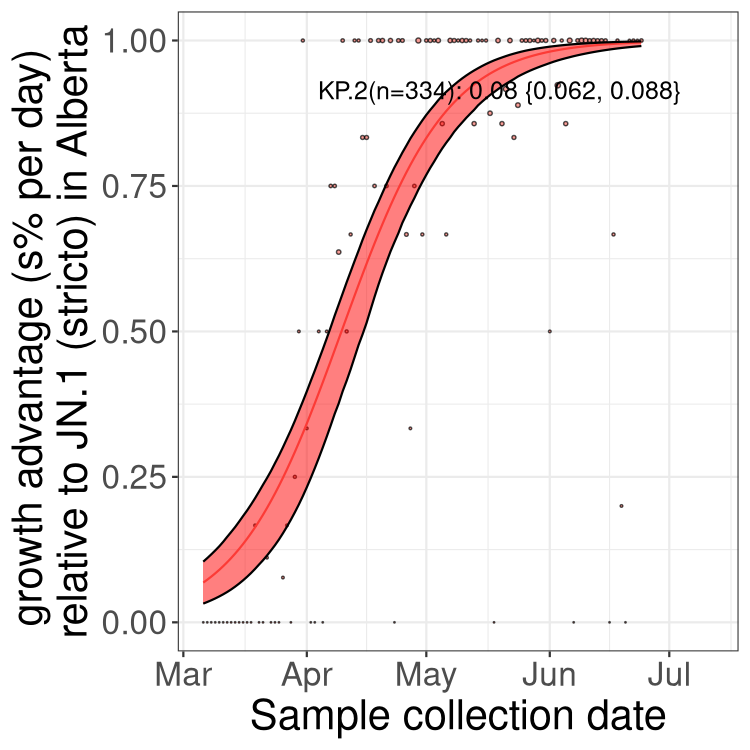 growth advantage (s% per day)
relative to JN.1 (stricto) in Alberta
1.00
0.75
0.50
0.25
0.00
KP.2(n=334): 0.08 {0.062, 0.088}
Mar Apr May Jun Jul
Sample collection date